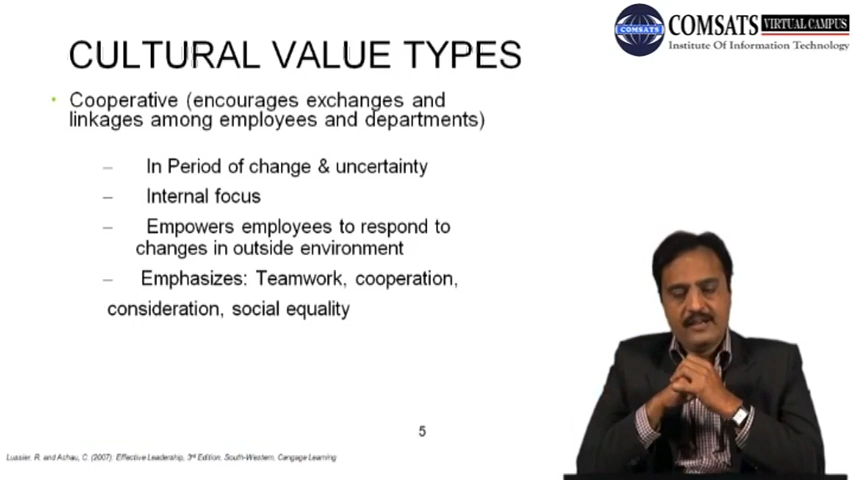 CULTURAL VALUE TYPES
COMSATS VIRTUAL CAMPUS
Institute Of Information Technology
COMSATS
• Cooperative (encourages exchanges and
linkages among employees and departments)
– In Period of change & uncertainty
– Internal focus
– Empowers employees to respond to
changes in outside environment
– Emphasizes: Teamwork, cooperation,
consideration, social equality
5
Lussier, R. and Achau, C. (2007): Effective Leadership, 3rd Edition, South-Western, Cengage Learning